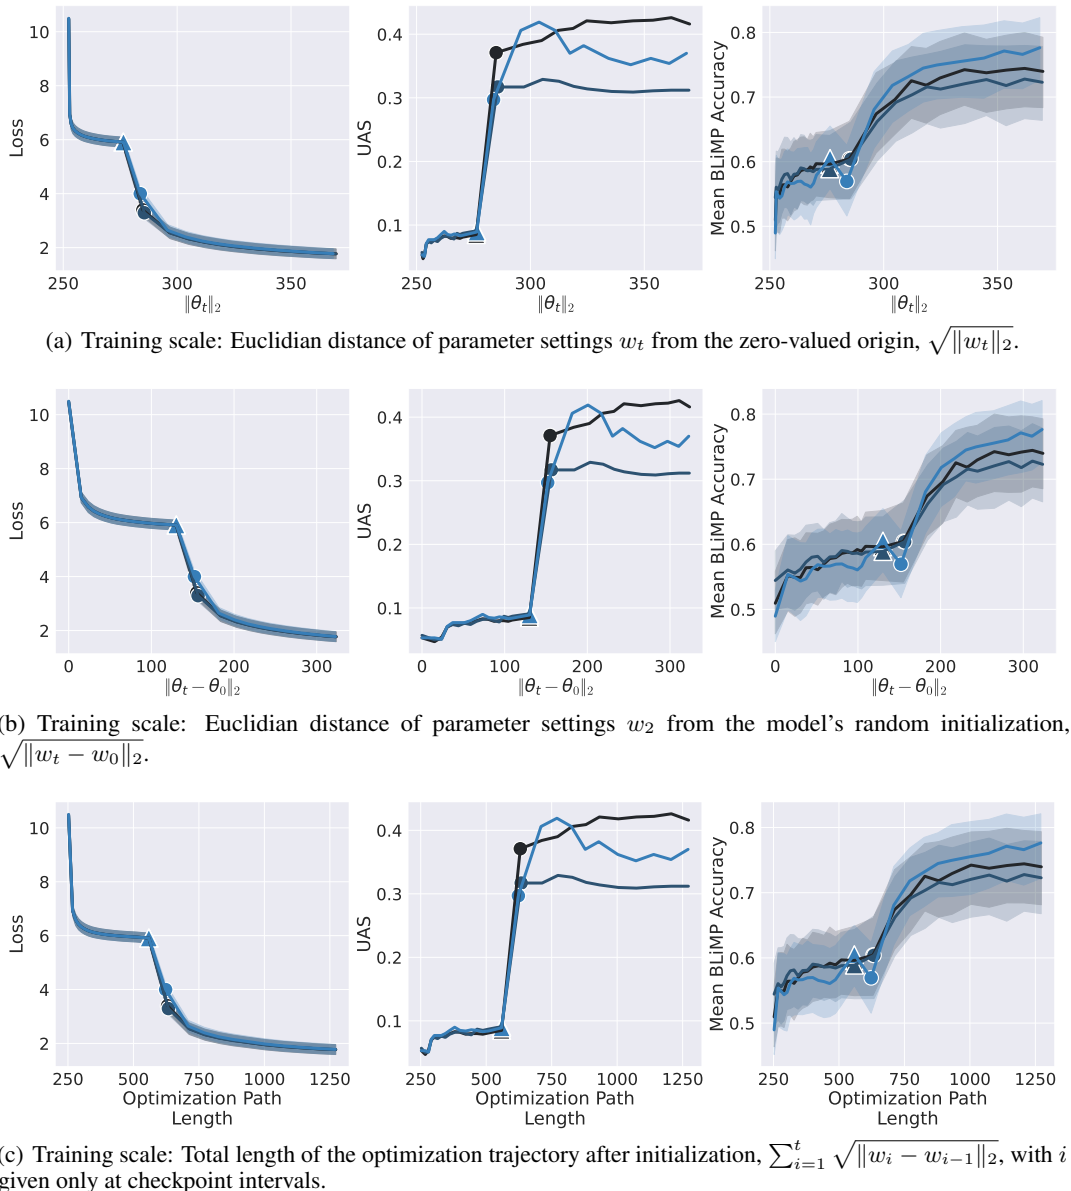 10
8
6
4
2
Loss
250 300 350
‖θt‖2
0.4
0.3
0.2
0.1
UAS
300 350
‖θt‖2
0.8
0.7
0.6
0.5
Mean BLiMP Accuracy
250 300 350
‖θt‖2
(a) Training scale: Euclidian distance of parameter settings wt from the zero-valued origin, √‖wt‖2.
10
8
6
4
2
Loss
0 100 200 300
‖θt − θ0‖2
0.4
0.3
0.2
0.1
UAS
0 100 200 300
‖θt − θ0‖2
0.8
0.7
0.6
0.5
Mean BLiMP Accuracy
0 100 200 300
‖θt − θ0‖2
(b) Training scale: Euclidian distance of parameter settings w2 from the model's random initialization,
√‖wt − w0‖2.
10
8
6
4
2
Loss
250 500 750 1000 1250
Optimization Path
Length
0.4
0.3
0.2
0.1
UAS
250 500 750 1000 1250
Optimization Path
Length
0.8
0.7
0.6
0.5
Mean BLiMP Accuracy
250 500 750 1000 1250
Optimization Path
Length
(c) Training scale: Total length of the optimization trajectory after initialization, ∑ti=1 √‖wi − wi−1‖2, with i
given only at checkpoint intervals.